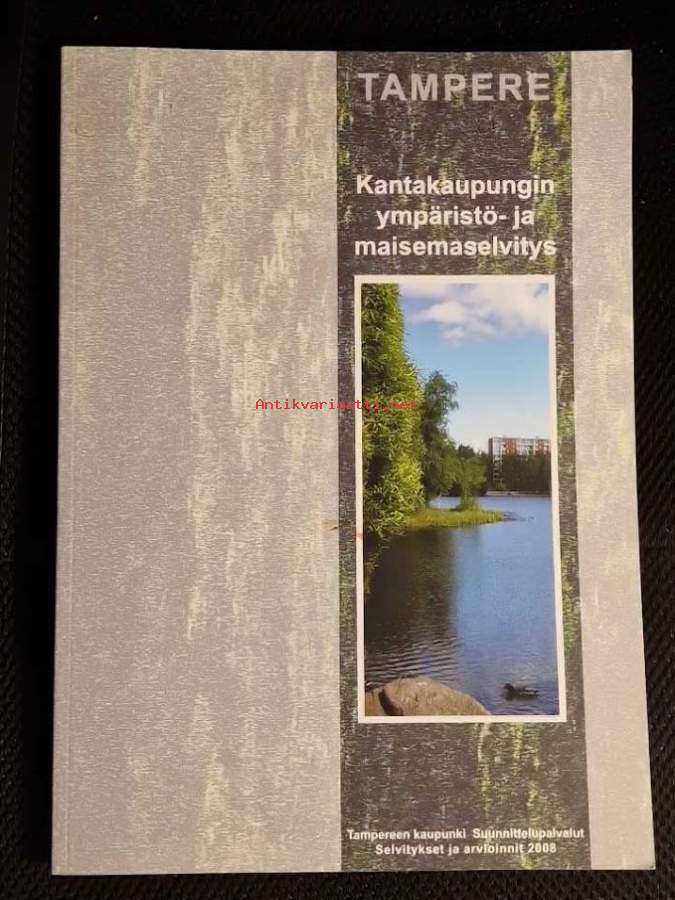 TAMPERE
Kantakaupungin
ympäristö- ja
maisemaselvitys
Antikvariaatti.net
Tampereen kaupunki Suunnittelupalvelut
Selvitykset ja arvioinnit 2008